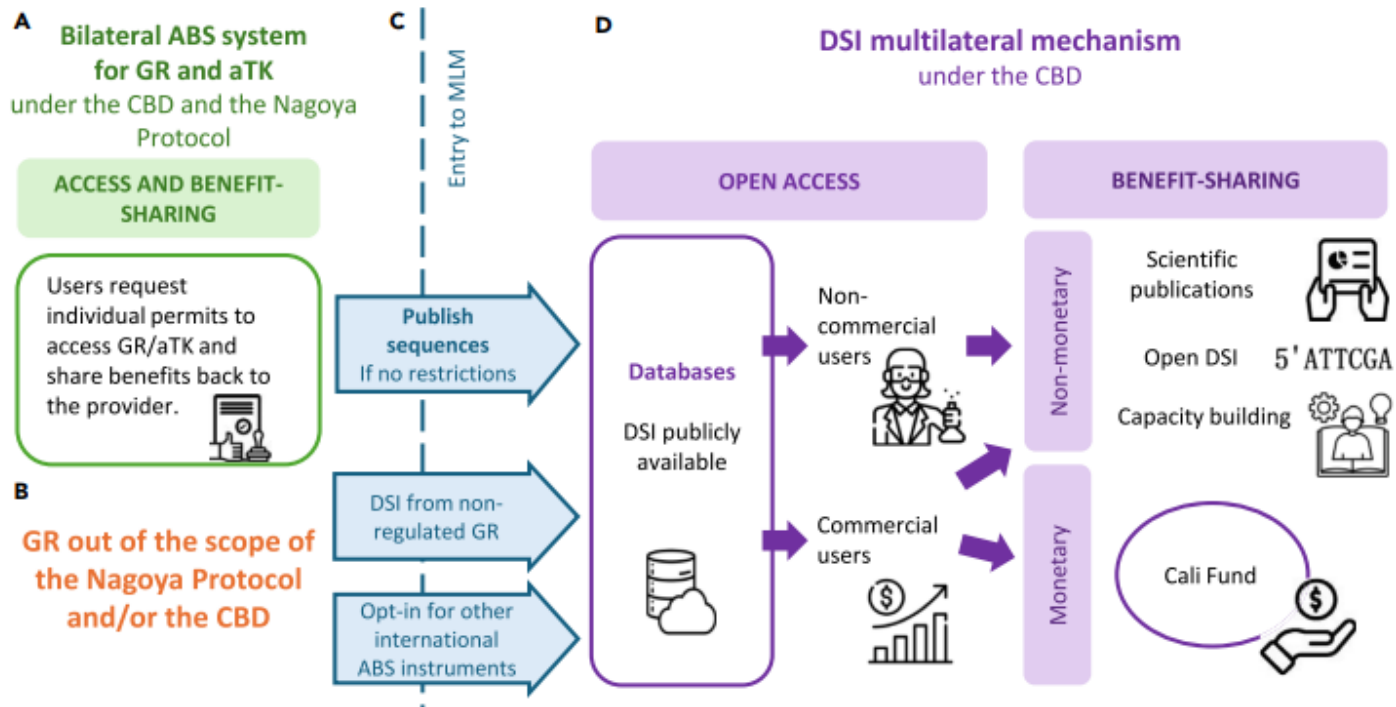 A
Bilateral ABS system
for GR and aTK
under the CBD and the Nagoya
Protocol
ACCESS AND BENEFIT-
SHARING
Users request
individual permits to
access GR/aTK and
share benefits back to
the provider.
B
GR out of the scope of
the Nagoya Protocol
and/or the CBD
C
Entry to MLM
Publish
sequences
If no restrictions
DSI from non-
regulated GR
Opt-in for other
international
ABS instruments
D
DSI multilateral mechanism
under the CBD
OPEN ACCESS
Databases
DSI publicly
available
Non-
commercial
users
Commercial
users
$
BENEFIT-SHARING
Non-monetary
Scientific
publications
Open DSI
5'ATTCGA
Capacity building
Monetary
Cali Fund
$